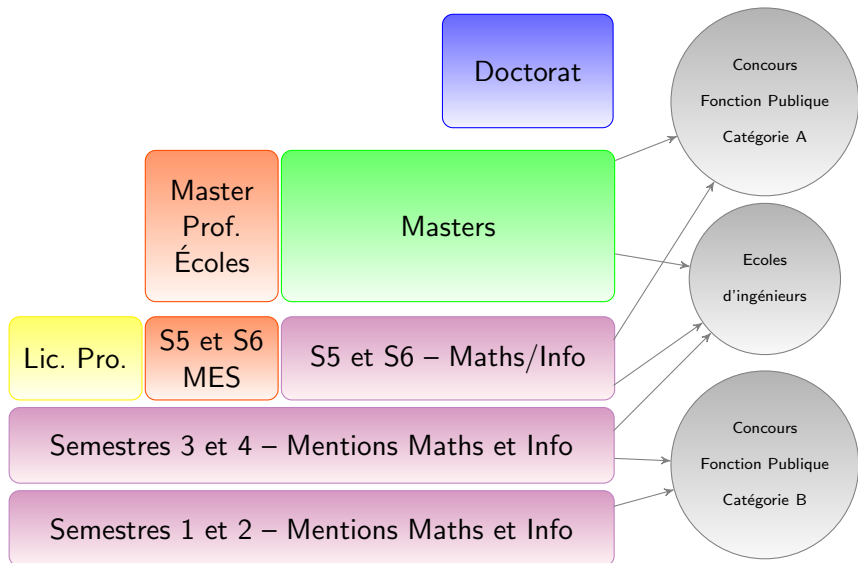 Doctorat
Concours
Fonction Publique
Catégorie A
Master
Prof.
Écoles
Masters
Ecoles
d'ingénieurs
Lic. Pro.
S5 et S6
MES
S5 et S6 – Maths/Info
Semestres 3 et 4 – Mentions Maths et Info
Concours
Fonction Publique
Catégorie B
Semestres 1 et 2 – Mentions Maths et Info